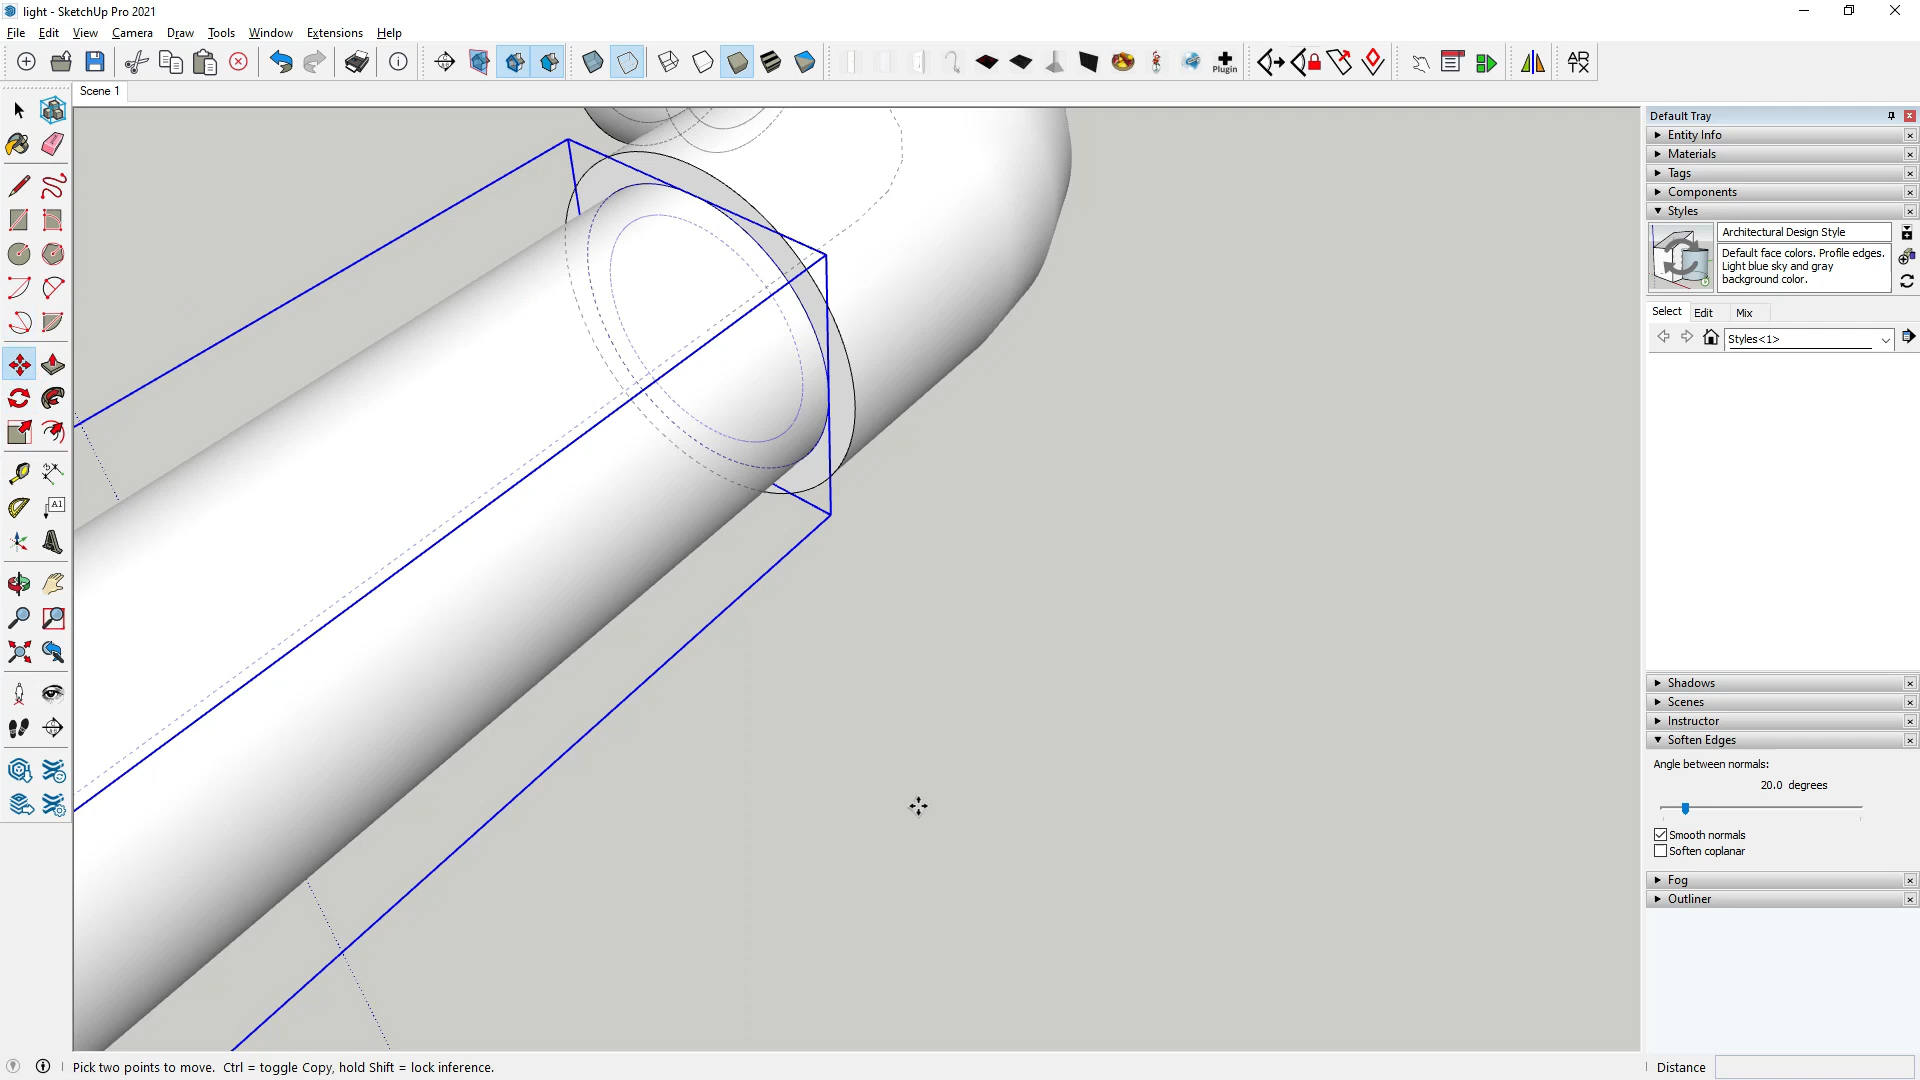 light - SketchUp Pro 2021
File Edit View Camera Draw Tools Window Extensions Help
Plugin
AR
TX
Scene 1
A1
Default Tray
Entity Info
Materials
Tags
Components
Styles
Architectural Design Style
Default face colors. Profile edges.
Light blue sky and gray
background color.
Select Edit Mix
Styles<1>
Shadows
Scenes
Instructor
Soften Edges
Angle between normals:
20.0 degrees
Smooth normals
Soften coplanar
Fog
Outliner
Pick two points to move. Ctrl = toggle Copy, hold Shift = lock inference.
Distance